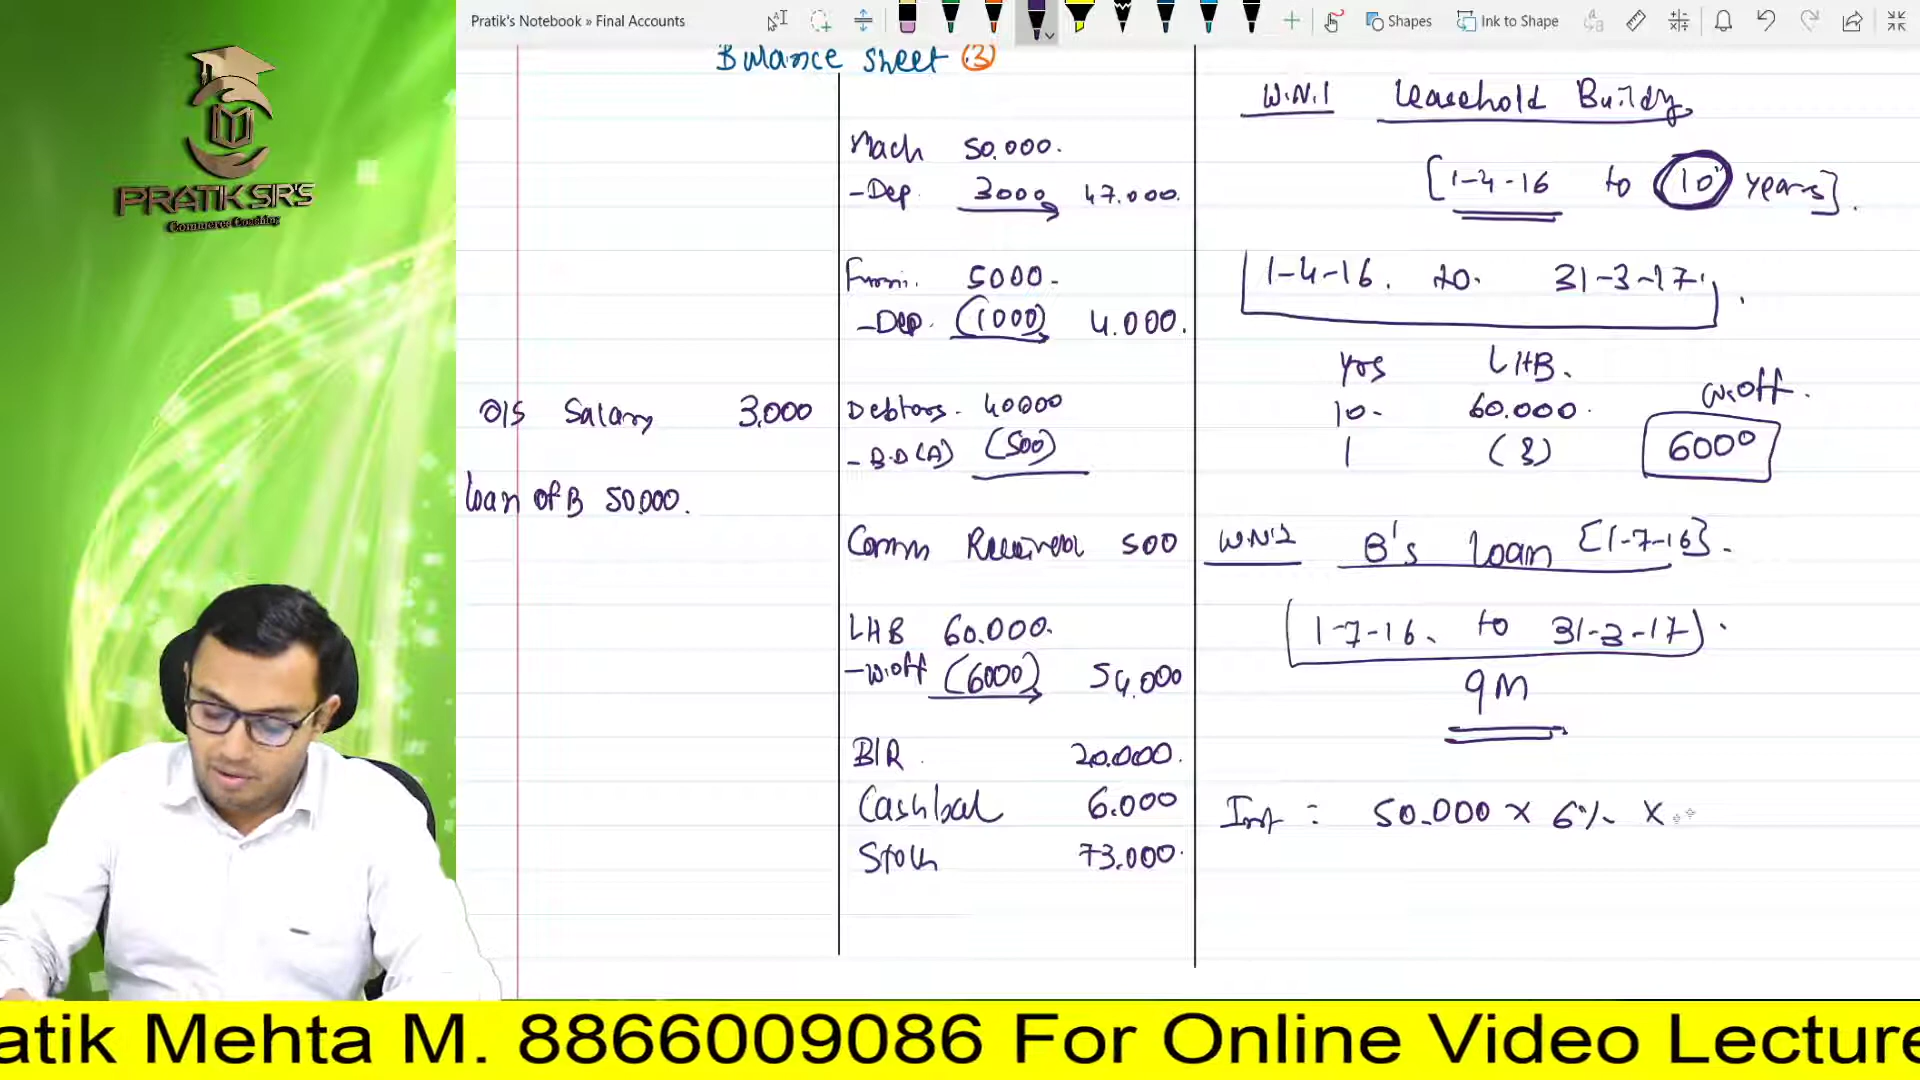 Pratik's Notebook » Final Accounts
Shapes
Ink to Shape
PRATIK SIR'S
Commerce Coaching
Balance sheet (3)
O/S Salary 3,000
loan of B 50,000.
Mach 50.000.
-Dep. 3000 47.000.
Furni. 5000.
-Dep. (1000) 4.000.
Debtors. 40000
- B.D(A) (500)
Comm Receivable 500
LHB 60.000.
-w.off (6000) 54,000
B/R 20.000.
Cash bal 6.000
Stock 73.000.
W.N.1 Leasehold Buildg
[1-4-16 to 10 years].
1-4-16. to. 31-3-17.
yrs LHB. w.off.
10- 60.000.
1 (?) 6000
W.N.2 B's loan [1-7-16].
1-7-16. to 31-3-17).
9M
Int : 50.000 x 6% x
atik Mehta M. 8866009086 For Online Video Lecture